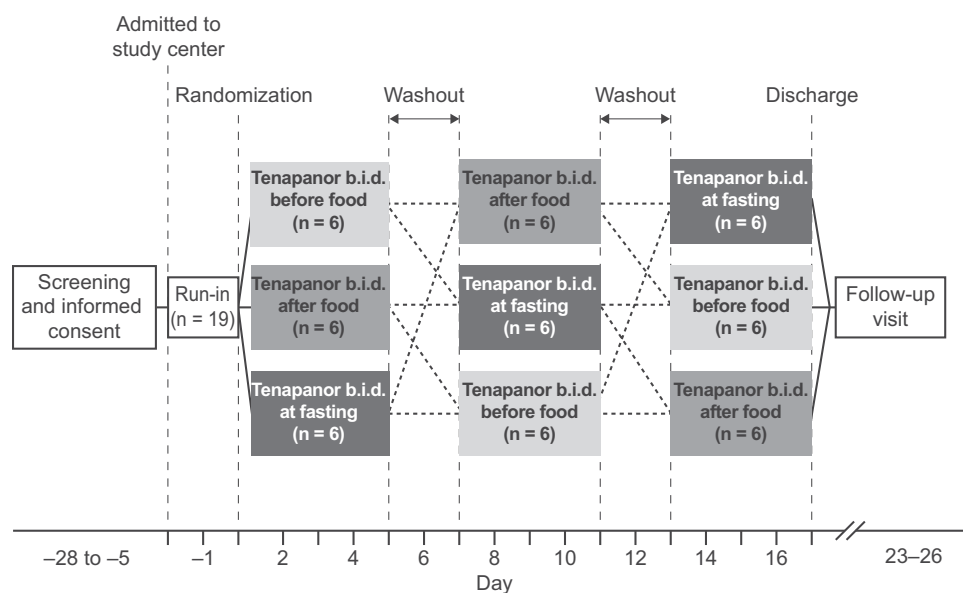 Admitted to
study center
Randomization
Washout
Washout
Discharge
Tenapanor b.i.d.
before food
(n = 6)
Tenapanor b.i.d.
after food
(n = 6)
Tenapanor b.i.d.
at fasting
(n = 6)
Screening
and informed
consent
Run-in
(n = 19)
Tenapanor b.i.d.
after food
(n = 6)
Tenapanor b.i.d.
at fasting
(n = 6)
Tenapanor b.i.d.
before food
(n = 6)
Follow-up
visit
Tenapanor b.i.d.
at fasting
(n = 6)
Tenapanor b.i.d.
before food
(n = 6)
Tenapanor b.i.d.
after food
(n = 6)
–28 to –5 –1 2 4 6 8 10 12 14 16 23–26
Day